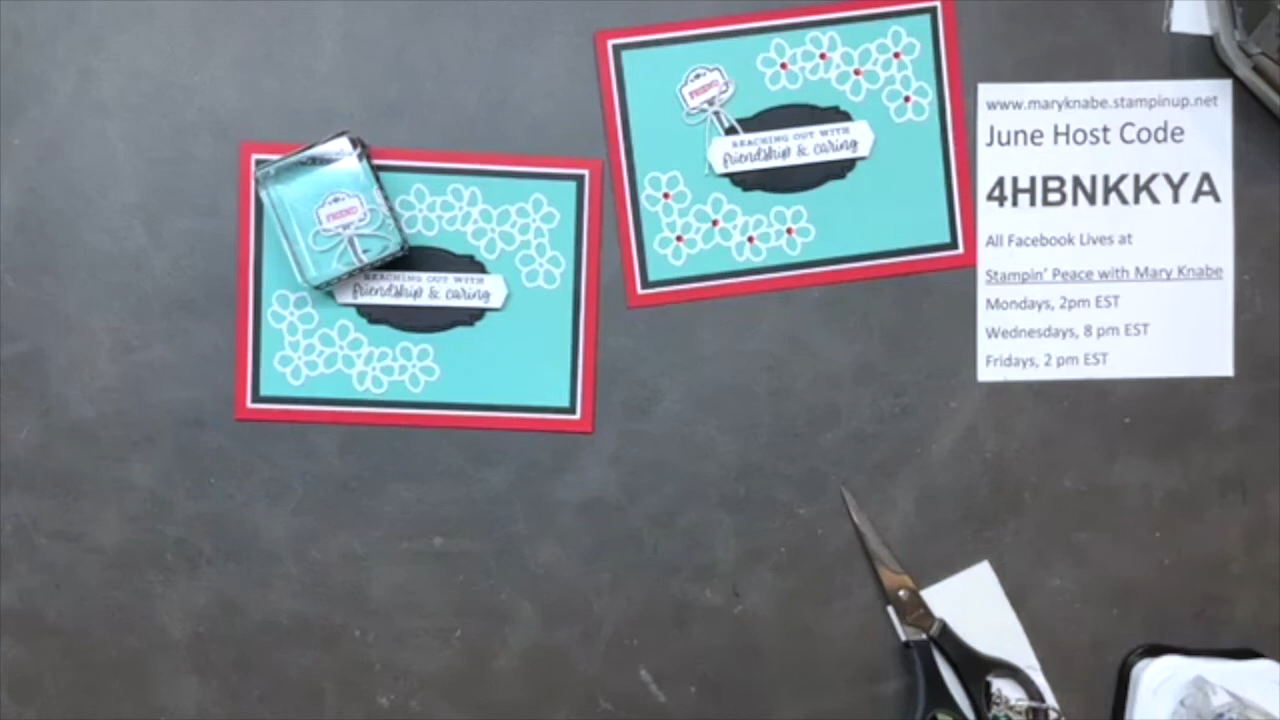 FRIEND
REACHING OUT WITH
friendship & caring
FRIEND
REACHING OUT WITH
friendship & caring
www.maryknabe.stampinup.net
June Host Code
4HBNKKYA
All Facebook Lives at
Stampin' Peace with Mary Knabe
Mondays, 2pm EST
Wednesdays, 8 pm EST
Fridays, 2 pm EST